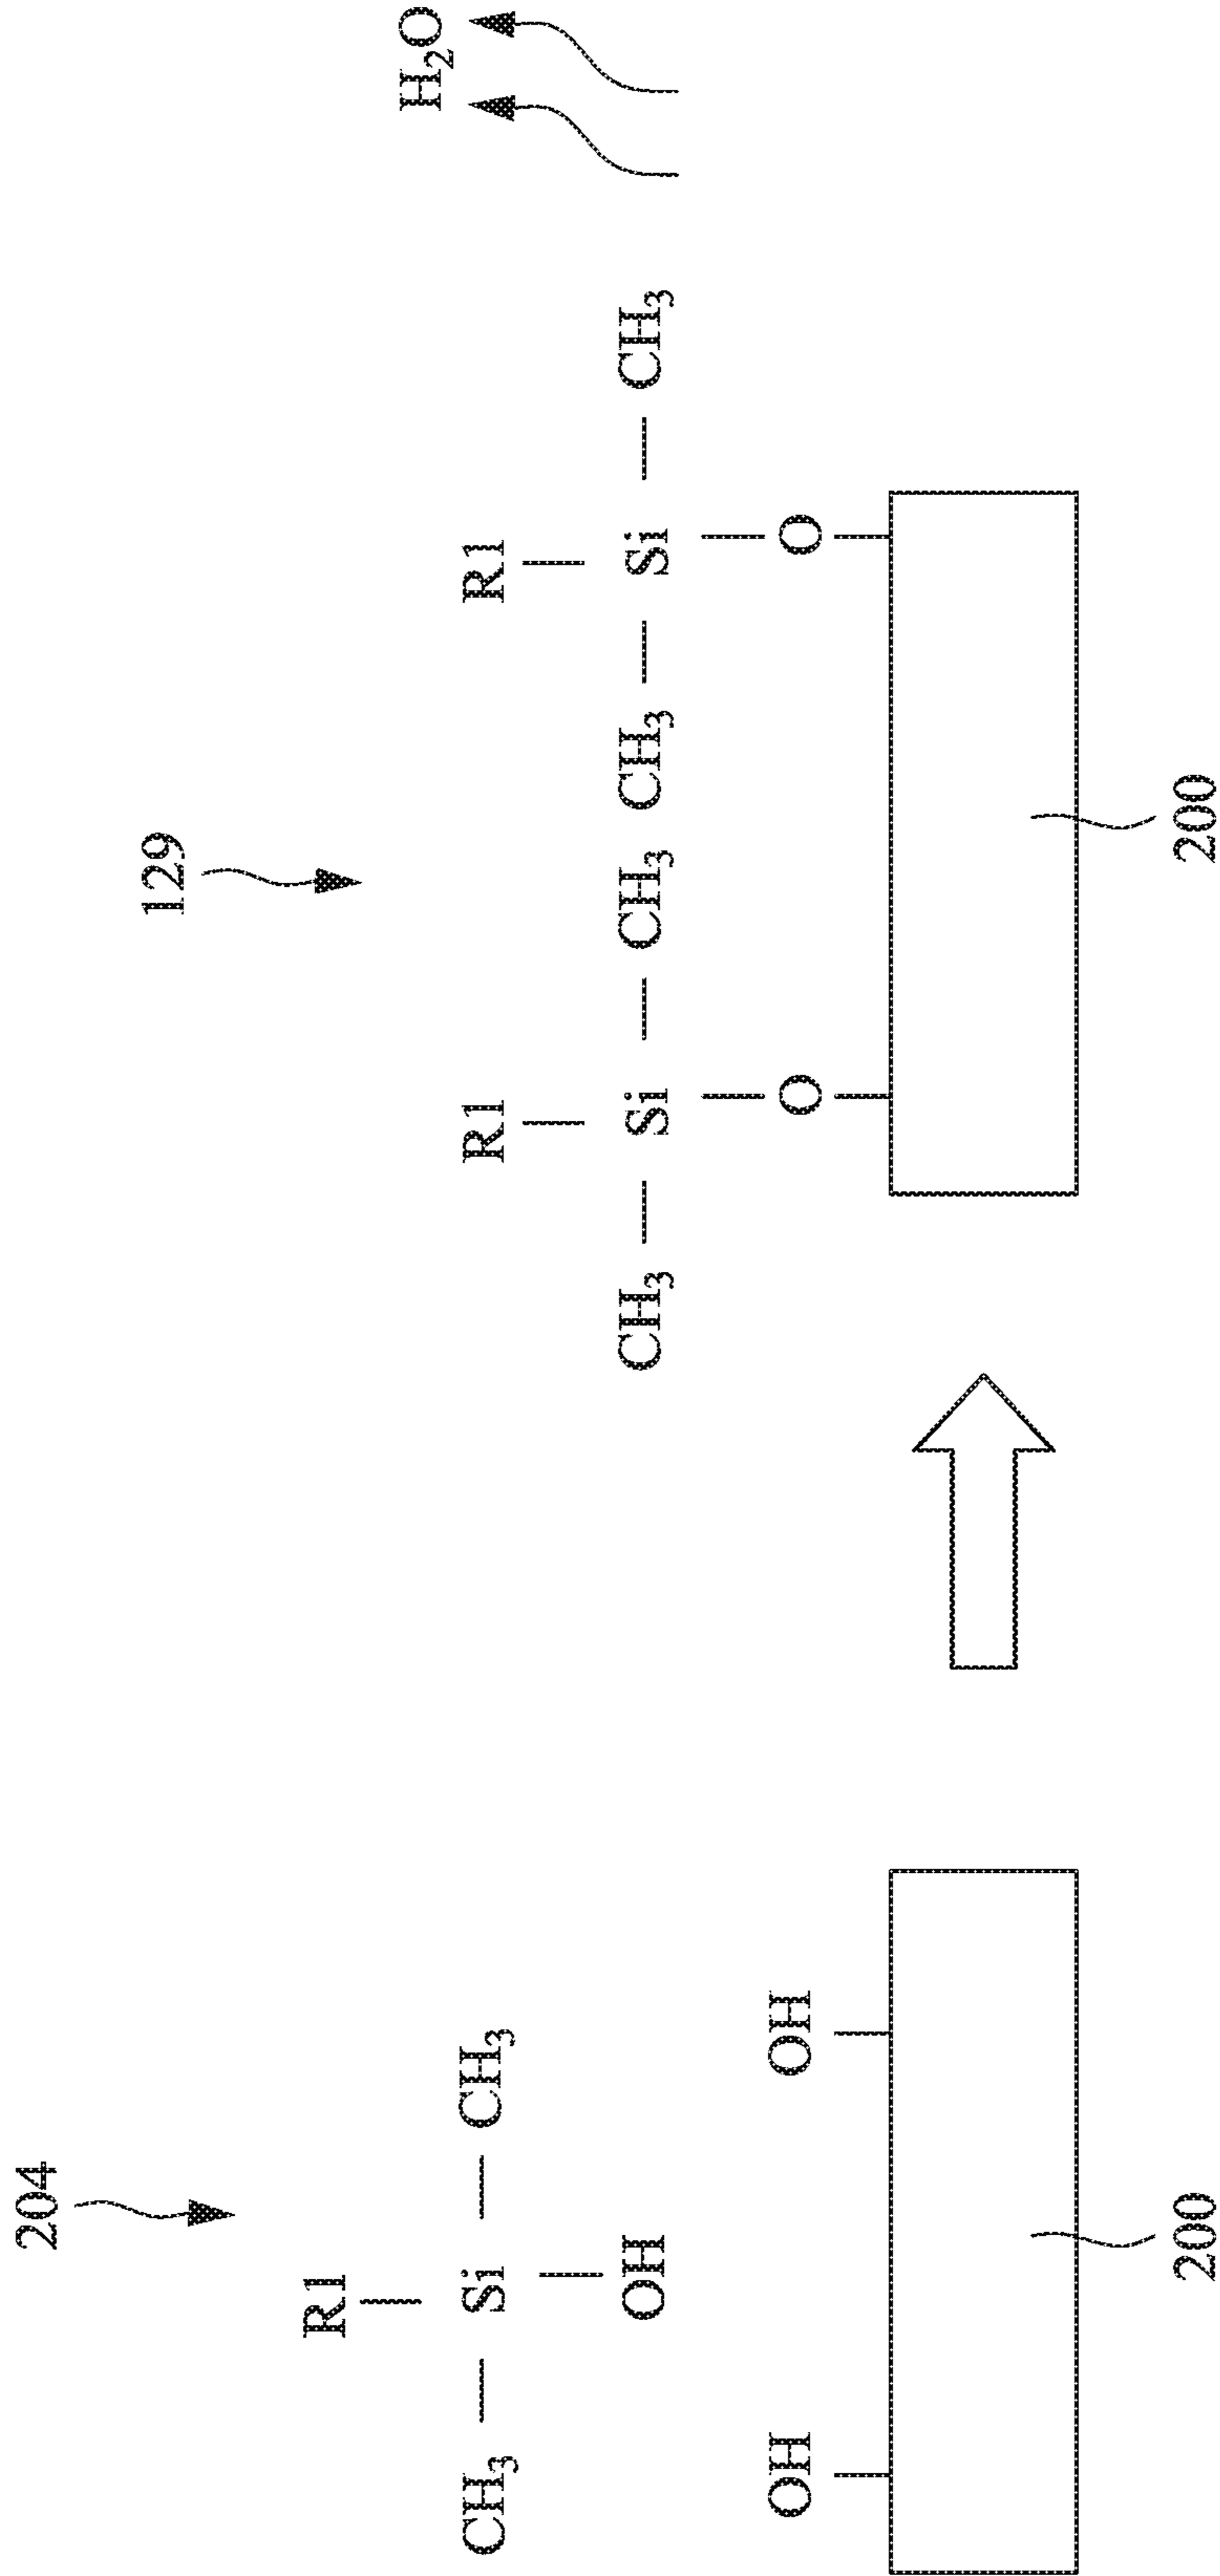 204
R1
CH3 — Si — CH3
OH
OH OH
200
129
R1 R1
CH3 — Si — CH3 CH3 — Si — CH3
O O
200
H2O